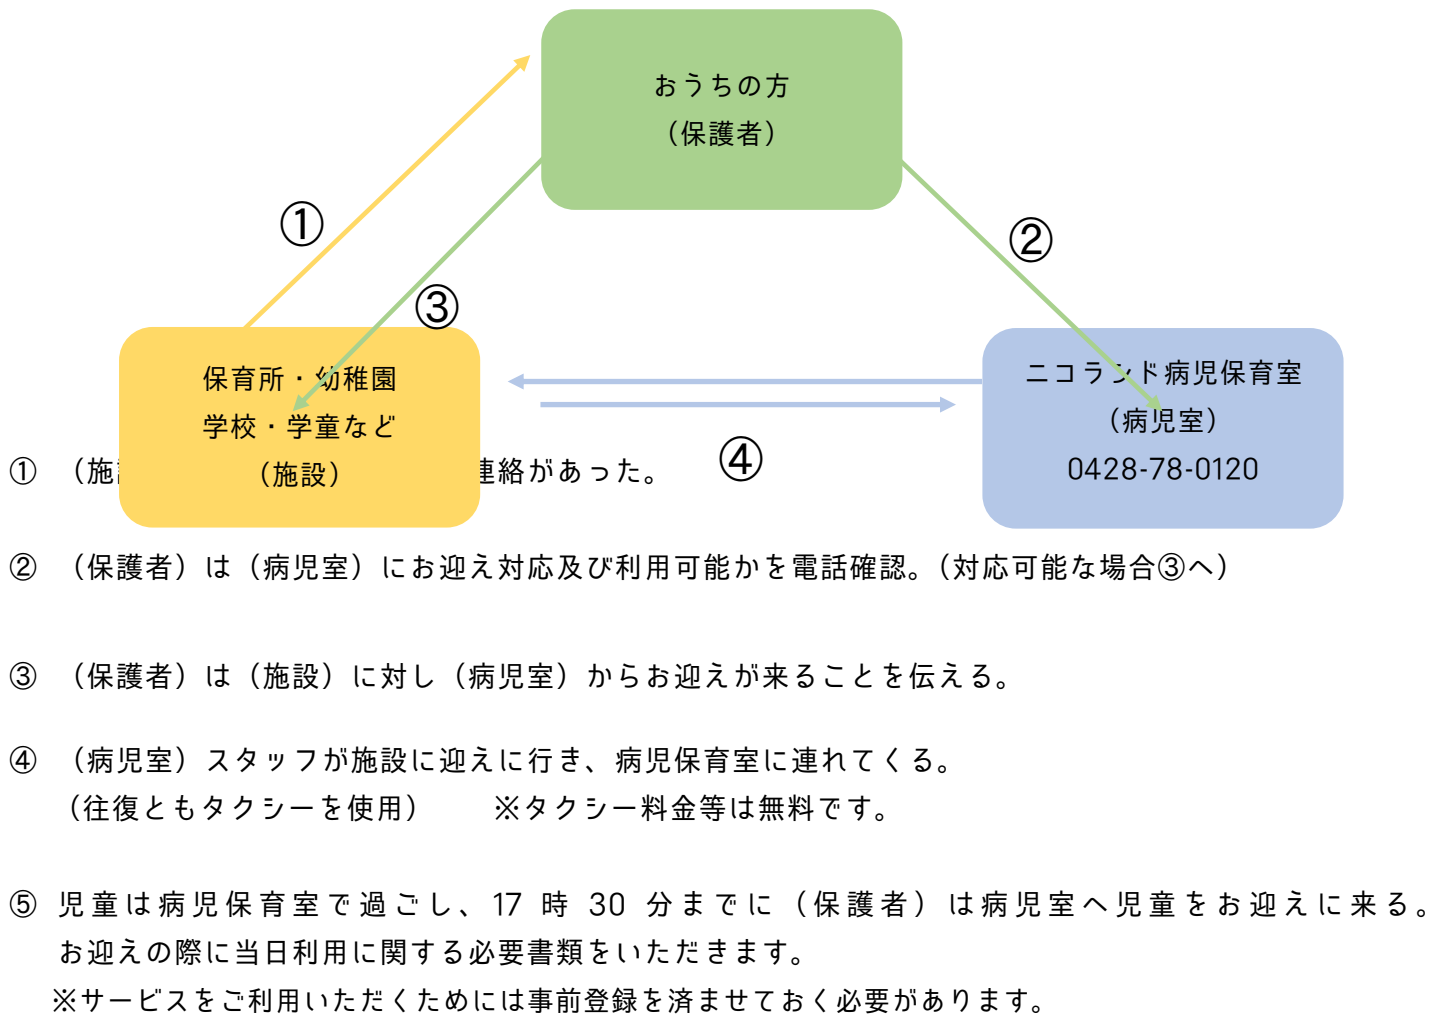 おうちの方
（保護者）
①
②
③
保育所・幼稚園
学校・学童など
（施設）
ニコランド病児保育室
（病児室）
0428-78-0120
④
① （施 連絡があった。
② （保護者）は（病児室）にお迎え対応及び利用可能かを電話確認。（対応可能な場合③へ）
③ （保護者）は（施設）に対し（病児室）からお迎えが来ることを伝える。
④ （病児室）スタッフが施設に迎えに行き、病児保育室に連れてくる。
（往復ともタクシーを使用）　　※タクシー料金等は無料です。
⑤ 児童は病児保育室で過ごし、17 時 30 分までに（保護者）は病児室へ児童をお迎えに来る。
お迎えの際に当日利用に関する必要書類をいただきます。
※サービスをご利用いただくためには事前登録を済ませておく必要があります。